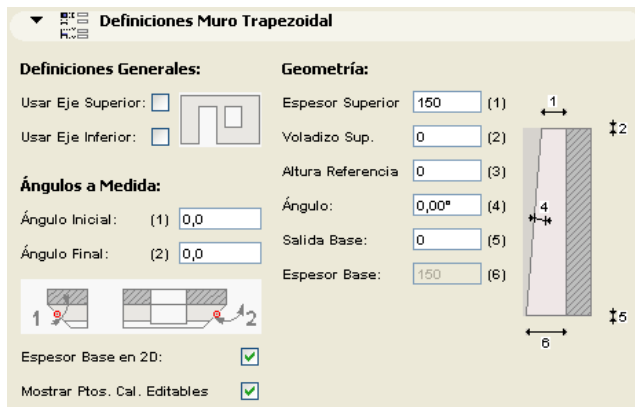 Definiciones Muro Trapezoidal
Definiciones Generales:
Usar Eje Superior:
Usar Eje Inferior:
Ángulos a Medida:
Ángulo Inicial: (1) 0,0
Ángulo Final: (2) 0,0
1 2
Espesor Base en 2D:
Mostrar Ptos. Cal. Editables
Geometría:
Espesor Superior 150 (1)
Voladizo Sup. 0 (2)
Altura Referencia 0 (3)
Ángulo: 0,00° (4)
Salida Base: 0 (5)
Espesor Base: 150 (6)
1
2
4
5
6